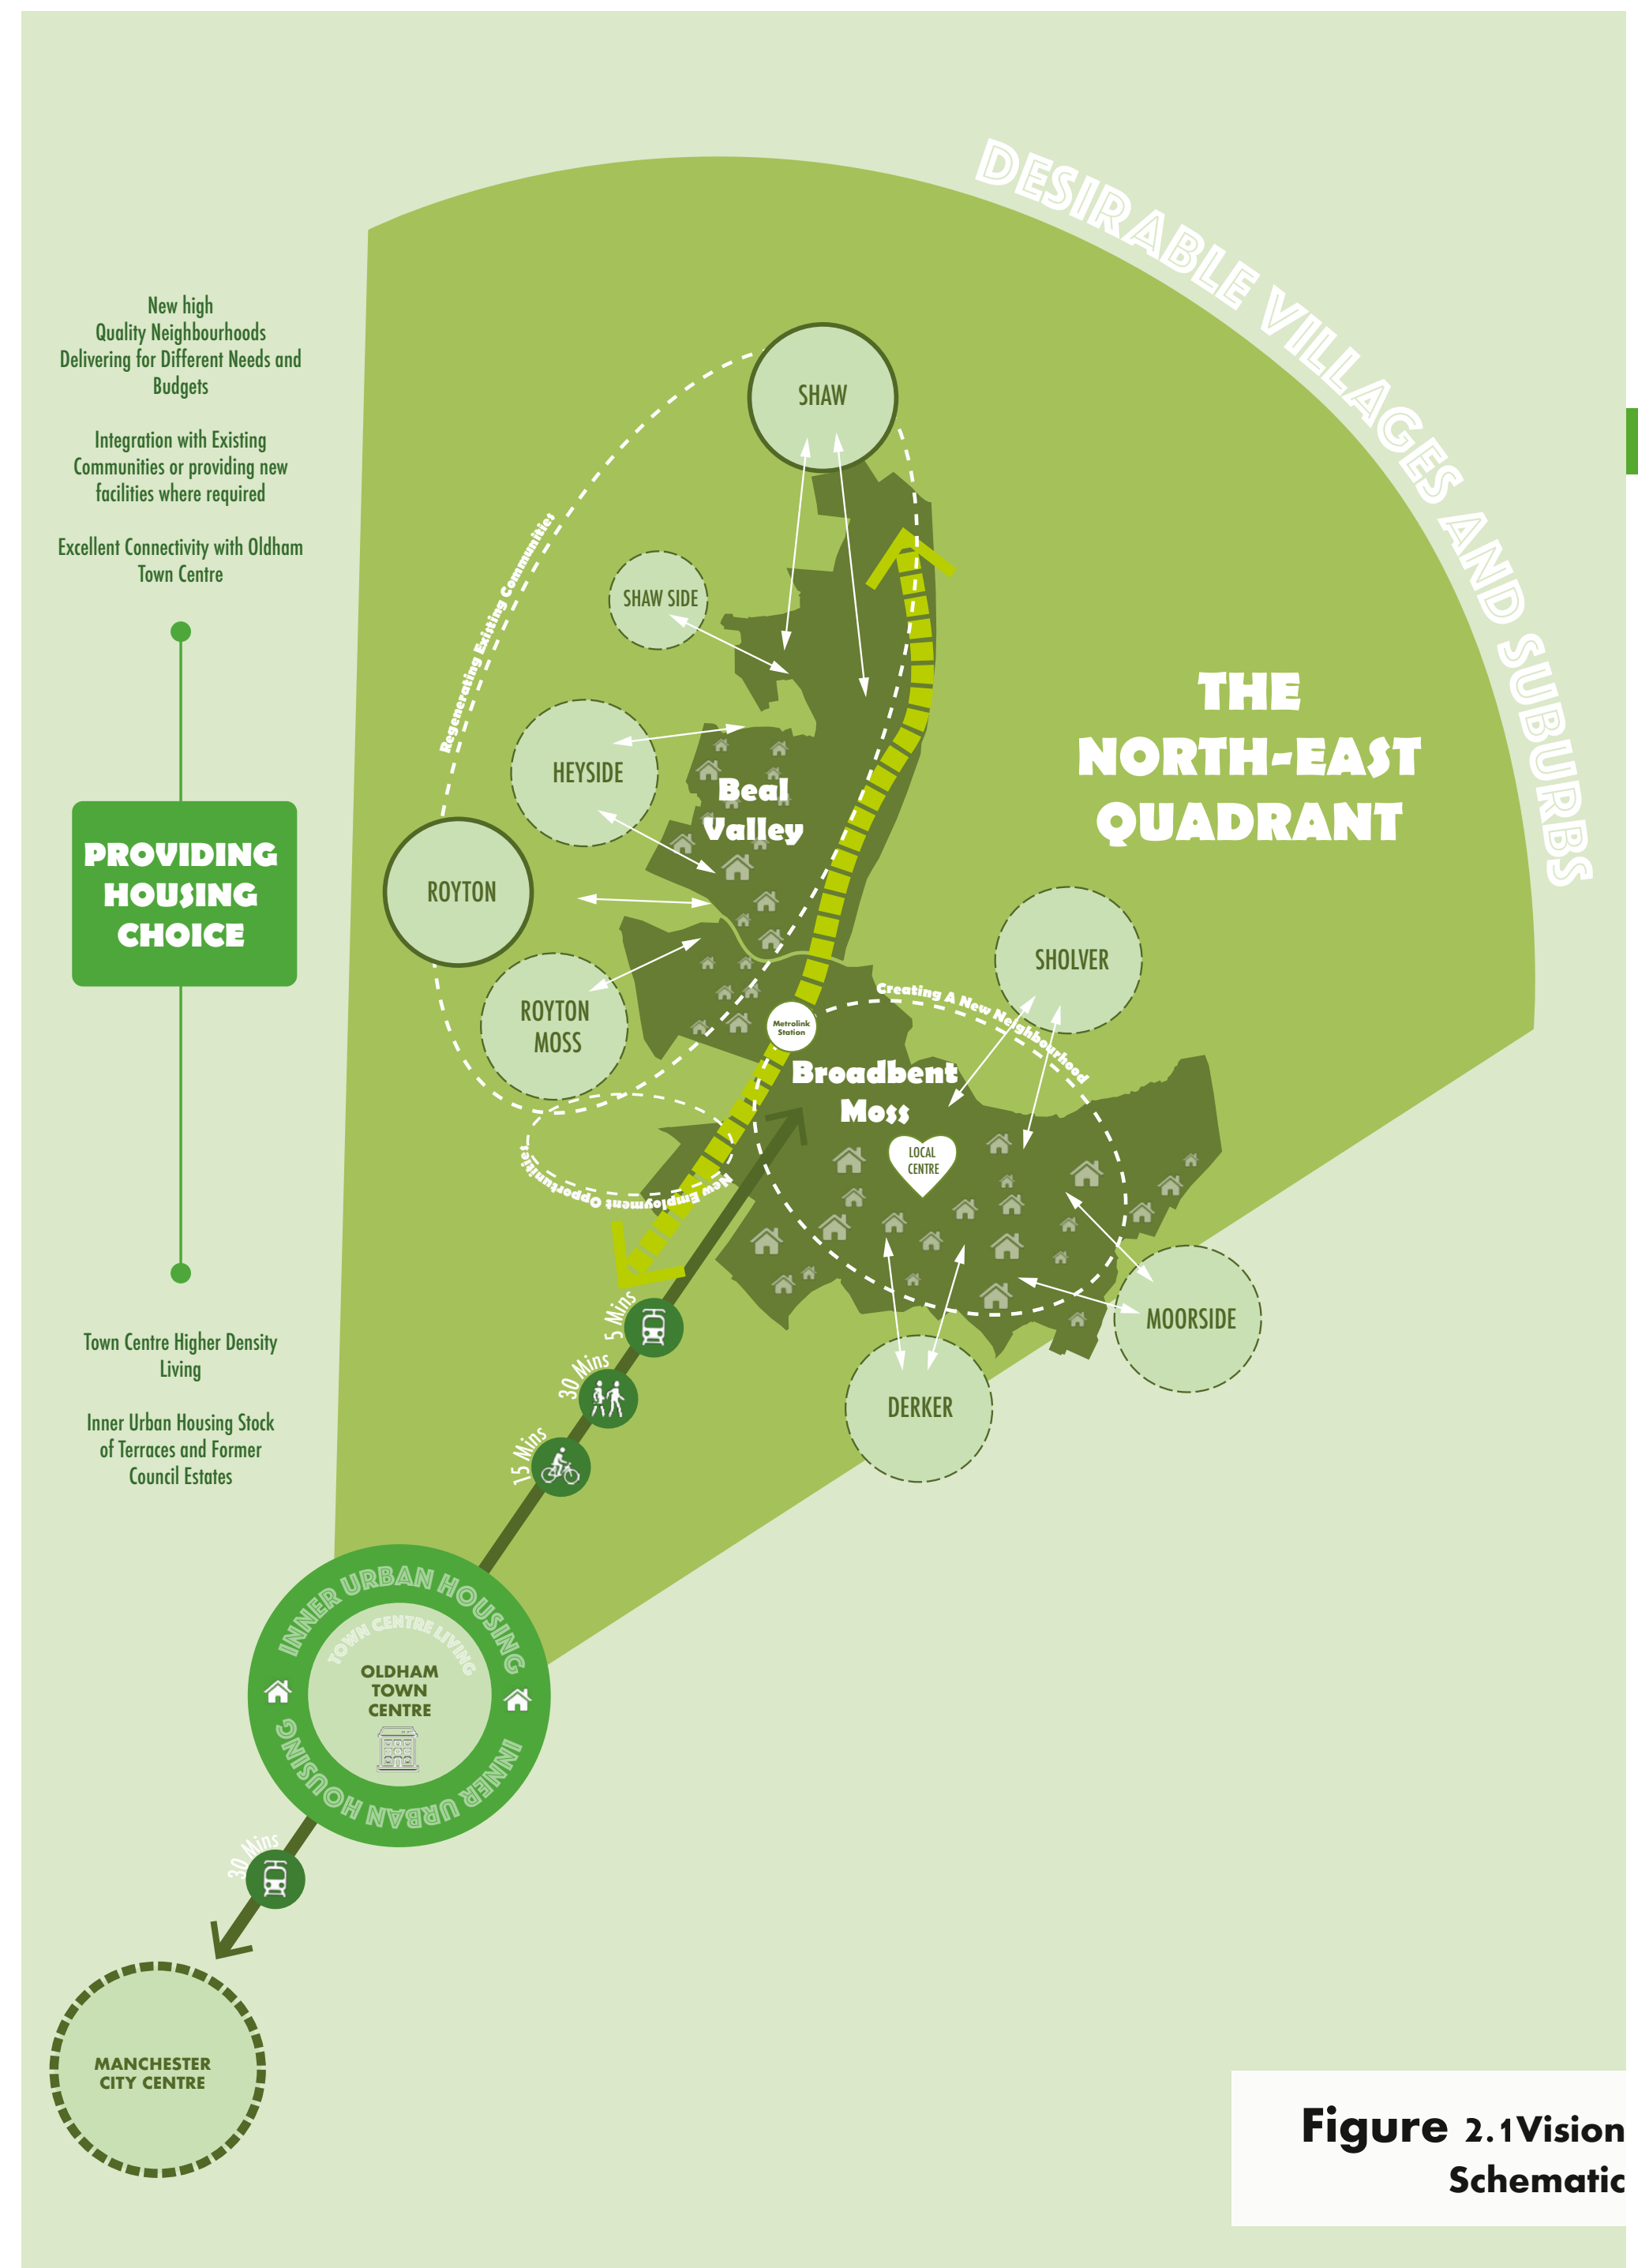 DESIRABLE VILLAGES AND SUBURBS
New high
Quality Neighbourhoods
Delivering for Different Needs and
Budgets
Integration with Existing
Communities or providing new
facilities where required
Excellent Connectivity with Oldham
Town Centre
PROVIDING
HOUSING
CHOICE
Town Centre Higher Density
Living
Inner Urban Housing Stock
of Terraces and Former
Council Estates
THE
NORTH-EAST
QUADRANT
SHAW
SHAW SIDE
Regenerating Existing Communities
HEYSIDE
Beal
Valley
ROYTON
ROYTON
MOSS
SHOLVER
Creating A New Neighbourhood
Metrolink
Station
Broadbent
Moss
LOCAL
CENTRE
New Employment Opportunities
MOORSIDE
DERKER
5 Mins
30 Mins
15 Mins
INNER URBAN HOUSING
TOWN CENTRE LIVING
OLDHAM
TOWN
CENTRE
INNER URBAN HOUSING
30 Mins
MANCHESTER
CITY CENTRE
Figure 2.1Vision
Schematic